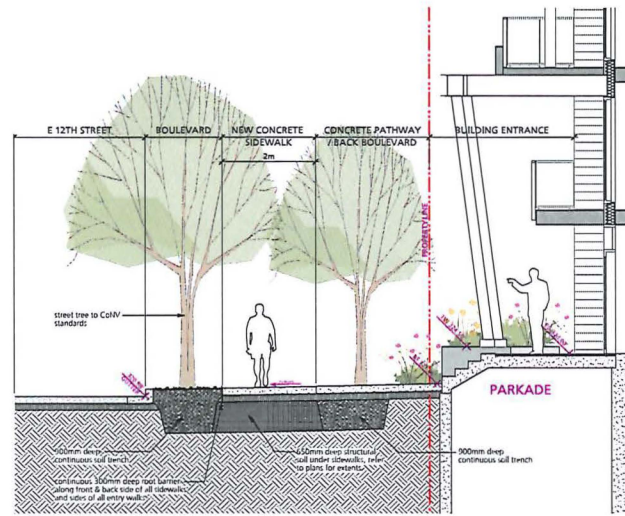 E 12TH STREET
BOULEVARD
NEW CONCRETE
SIDEWALK
2m
CONCRETE PATHWAY
/ BACK BOULEVARD
BUILDING ENTRANCE
PROPERTY LINE
street tree to CoNV
standards
PARKADE
900mm deep
continuous soil trench
continuous 300mm deep root barrier
along front & back side of all sidewalks
and sides of all entry walks
650mm deep structural
soil under sidewalks, refer
to plans for extents
900mm deep
continuous soil trench